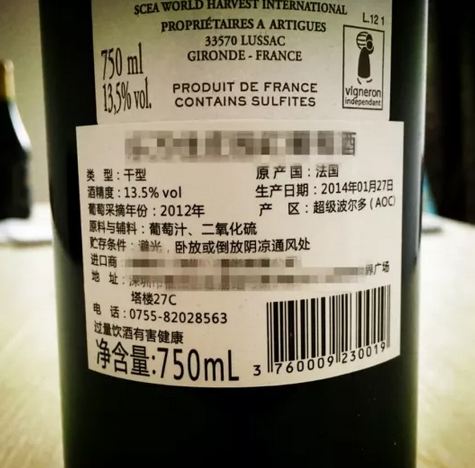 SCEA WORLD HARVEST INTERNATIONAL
PROPRIÉTAIRES A ARTIGUES
33570 LUSSAC
GIRONDE - FRANCE
L.12 1
750 ml
13,5% vol.
PRODUIT DE FRANCE
CONTAINS SULFITES
vigneron
indépendant
类 型：干型
原 产 国：法国
酒精度：13.5% vol
生产日期：2014年01月27日
葡萄采摘年份：2012年
产 区：超级波尔多（AOC）
原料与辅料：葡萄汁、二氧化硫
贮存条件：避光，卧放或倒放阴凉通风处
进口商
地 址：深圳市 界广场
塔楼27C
电 话：0755-82028563
过量饮酒有害健康
净含量:750mL
3 760009 230019